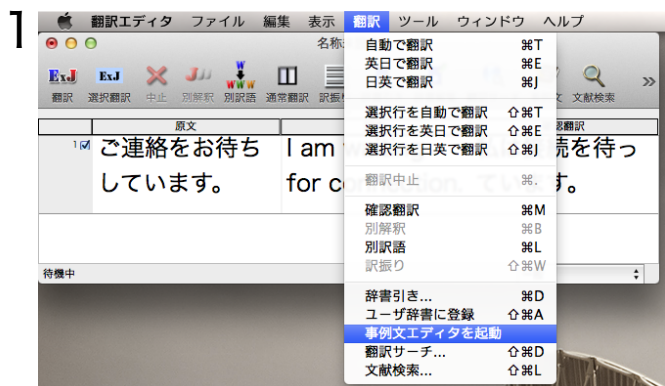 1
翻訳エディタ ファイル 編集 表示 翻訳 ツール ウィンドウ ヘルプ
名称
ExJ ExJ JJJ W WWW
翻訳 選択翻訳 中止 別解釈 別訳語 通常翻訳 訳振り 文献検索
原文
認翻訳
1 ご連絡をお待ち
しています。
I am
for co
続を待っ
ています。
待機中
自動で翻訳 ⌘T
英日で翻訳 ⌘E
日英で翻訳 ⌘J
選択行を自動で翻訳 ⇧⌘T
選択行を英日で翻訳 ⇧⌘E
選択行を日英で翻訳 ⇧⌘J
翻訳中止 ⌘.
確認翻訳 ⌘M
別解釈 ⌘B
別訳語 ⌘L
訳振り ⇧⌘W
辞書引き... ⌘D
ユーザ辞書に登録 ⇧⌘A
事例文エディタを起動
翻訳サーチ... ⇧⌘D
文献検索... ⇧⌘L